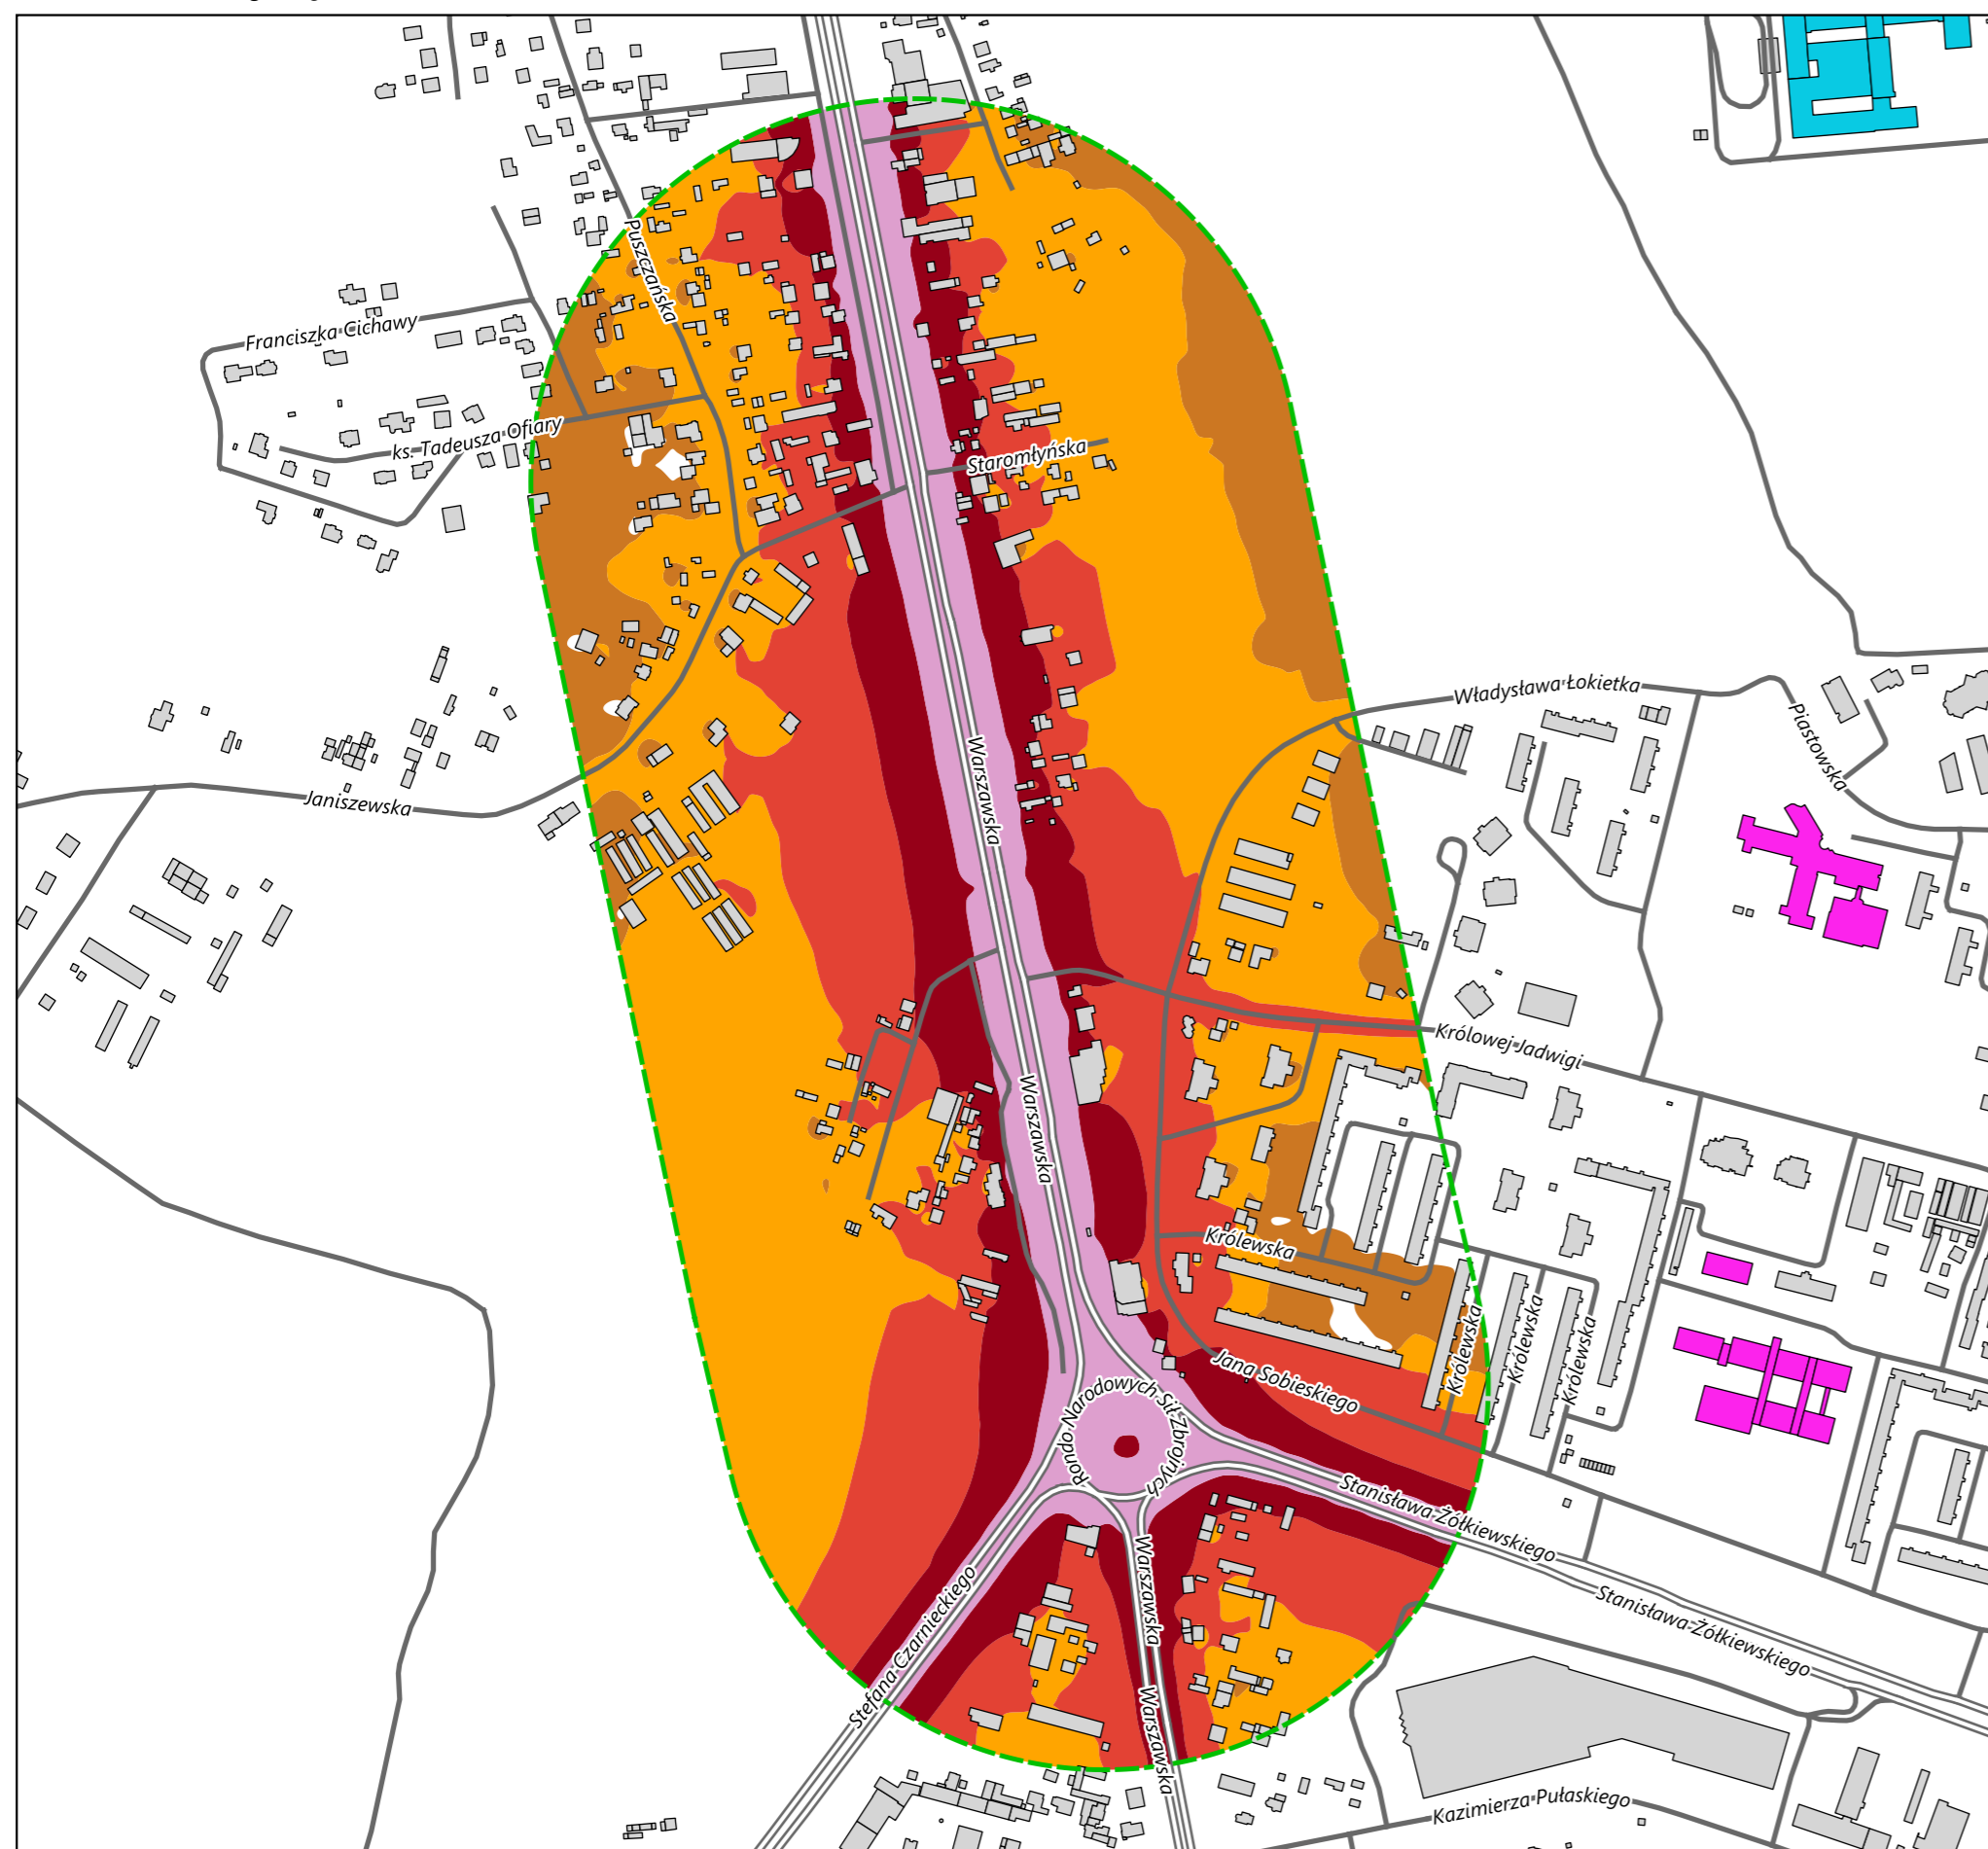 Puszczańska
Franciszka Cichawy
ks. Tadeusza Ofiary
Staromłyńska
Władysława Łokietka
Piastowska
Janiszewska
Warszawska
Królowej Jadwigi
Warszawska
Królewska
Królewska
Królewska
Królewska
Jana Sobieskiego
Rondo Narodowych Sił Zbrojnych
Stanisława Żółkiewskiego
Warszawska
Stefana Czarnieckiego
Stanisława Żółkiewskiego
Warszawska
Kazimierza Pułaskiego